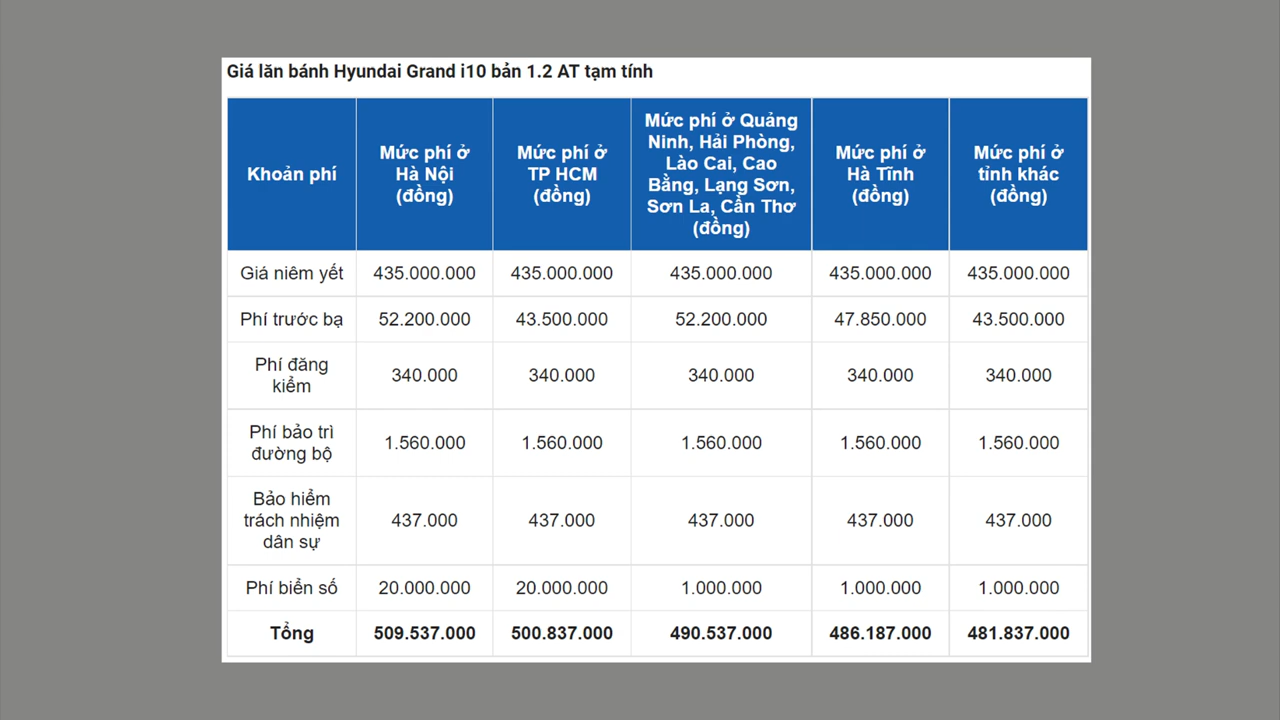 Giá lăn bánh Hyundai Grand i10 bản 1.2 AT tạm tính
Khoản phí
Mức phí ở
Hà Nội
(đồng)
Mức phí ở
TP HCM
(đồng)
Mức phí ở Quảng
Ninh, Hải Phòng,
Lào Cai, Cao
Bằng, Lạng Sơn,
Sơn La, Cần Thơ
(đồng)
Mức phí ở
Hà Tĩnh
(đồng)
Mức phí ở
tỉnh khác
(đồng)
Giá niêm yết 435.000.000 435.000.000 435.000.000 435.000.000 435.000.000
Phí trước bạ 52.200.000 43.500.000 52.200.000 47.850.000 43.500.000
Phí đăng
kiểm
340.000 340.000 340.000 340.000 340.000
Phí bảo trì
đường bộ
1.560.000 1.560.000 1.560.000 1.560.000 1.560.000
Bảo hiểm
trách nhiệm
dân sự
437.000 437.000 437.000 437.000 437.000
Phí biển số 20.000.000 20.000.000 1.000.000 1.000.000 1.000.000
Tổng 509.537.000 500.837.000 490.537.000 486.187.000 481.837.000